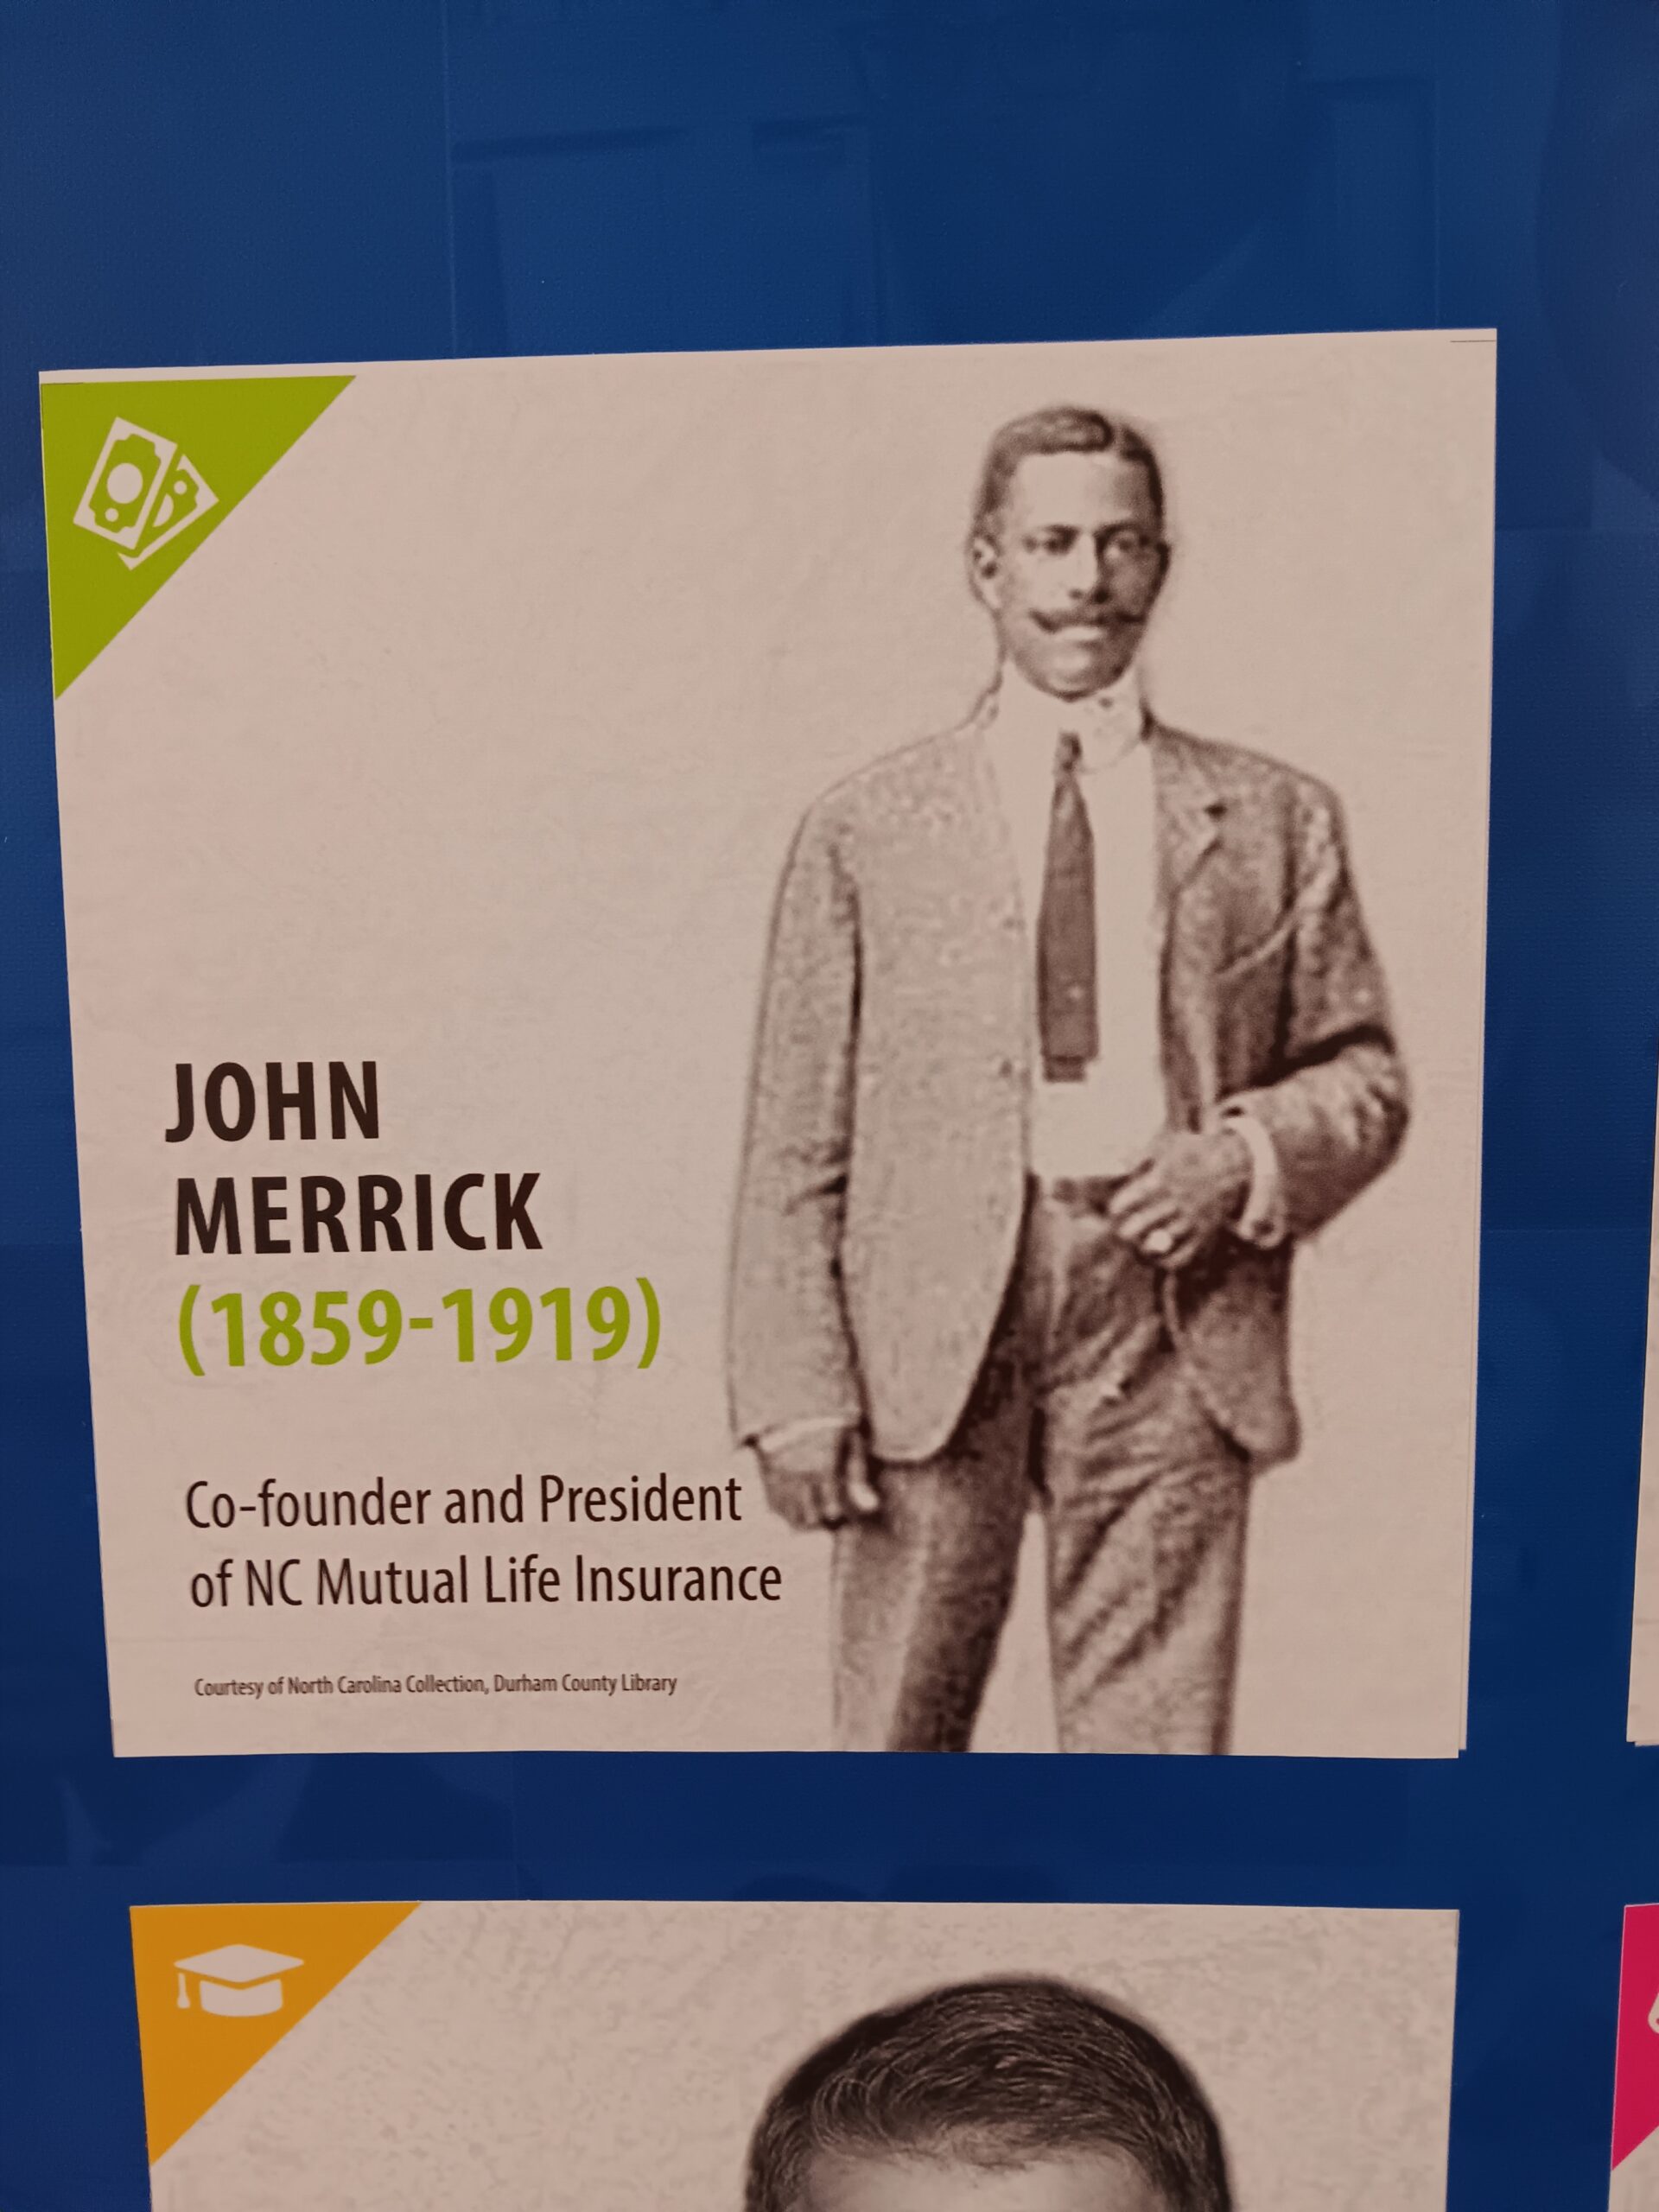 JOHN
MERRICK
(1859-1919)
Co-founder and President
of NC Mutual Life Insurance
Courtesy of North Carolina Collection, Durham County Library